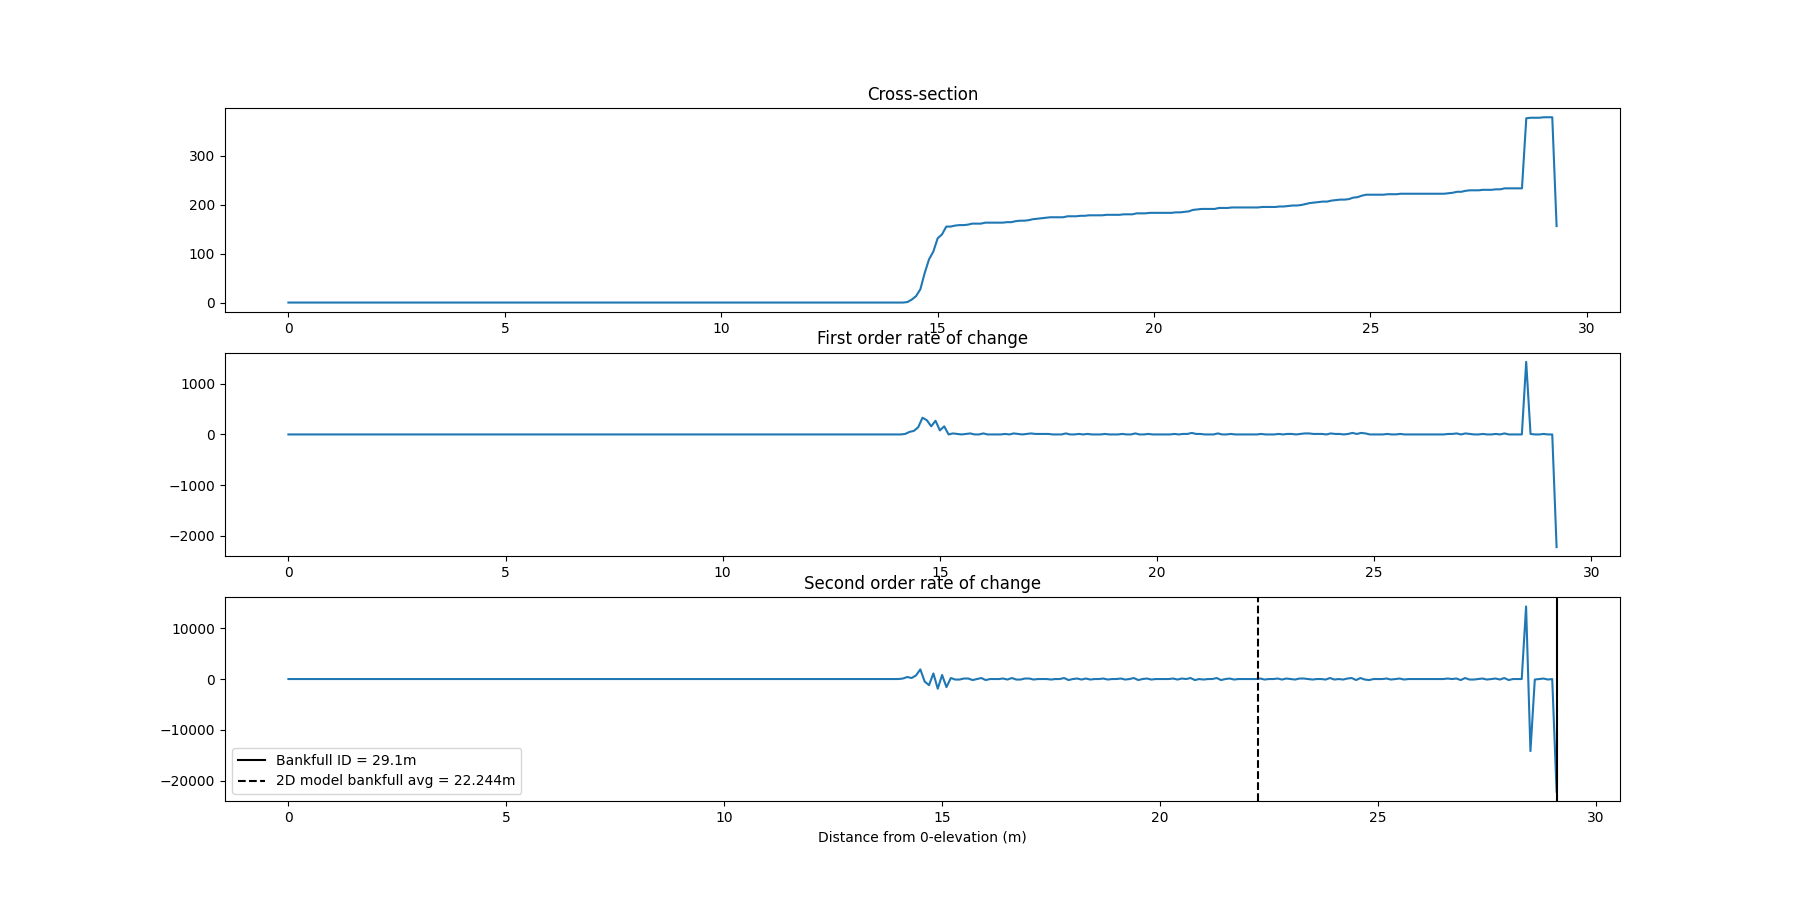 Cross-section
300
200
100
0
0 5 10 15 20 25 30
First order rate of change
1000
0
−1000
−2000
0 5 10 15 20 25 30
Second order rate of change
10000
0
−10000
−20000
Bankfull ID = 29.1m
2D model bankfull avg = 22.244m
0 5 10 15 20 25 30
Distance from 0-elevation (m)